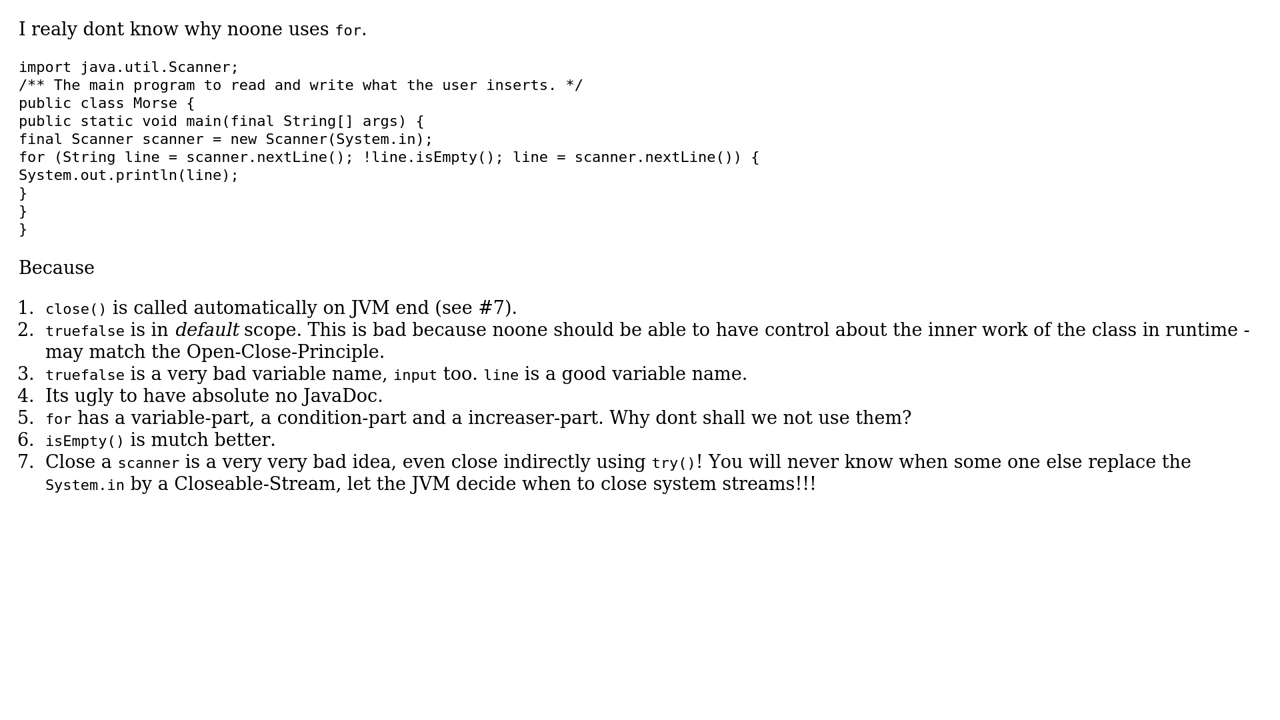 I realy dont know why noone uses for.
import java.util.Scanner;
/** The main program to read and write what the user inserts. */
public class Morse {
public static void main(final String[] args) {
final Scanner scanner = new Scanner(System.in);
for (String line = scanner.nextLine(); !line.isEmpty(); line = scanner.nextLine()) {
System.out.println(line);
}
}
}
Because
1. close() is called automatically on JVM end (see #7).
2. truefalse is in default scope. This is bad because noone should be able to have control about the inner work of the class in runtime -
may match the Open-Close-Principle.
3. truefalse is a very bad variable name, input too. line is a good variable name.
4. Its ugly to have absolute no JavaDoc.
5. for has a variable-part, a condition-part and a increaser-part. Why dont shall we not use them?
6. isEmpty() is mutch better.
7. Close a scanner is a very very bad idea, even close indirectly using try()! You will never know when some one else replace the
System.in by a Closeable-Stream, let the JVM decide when to close system streams!!!